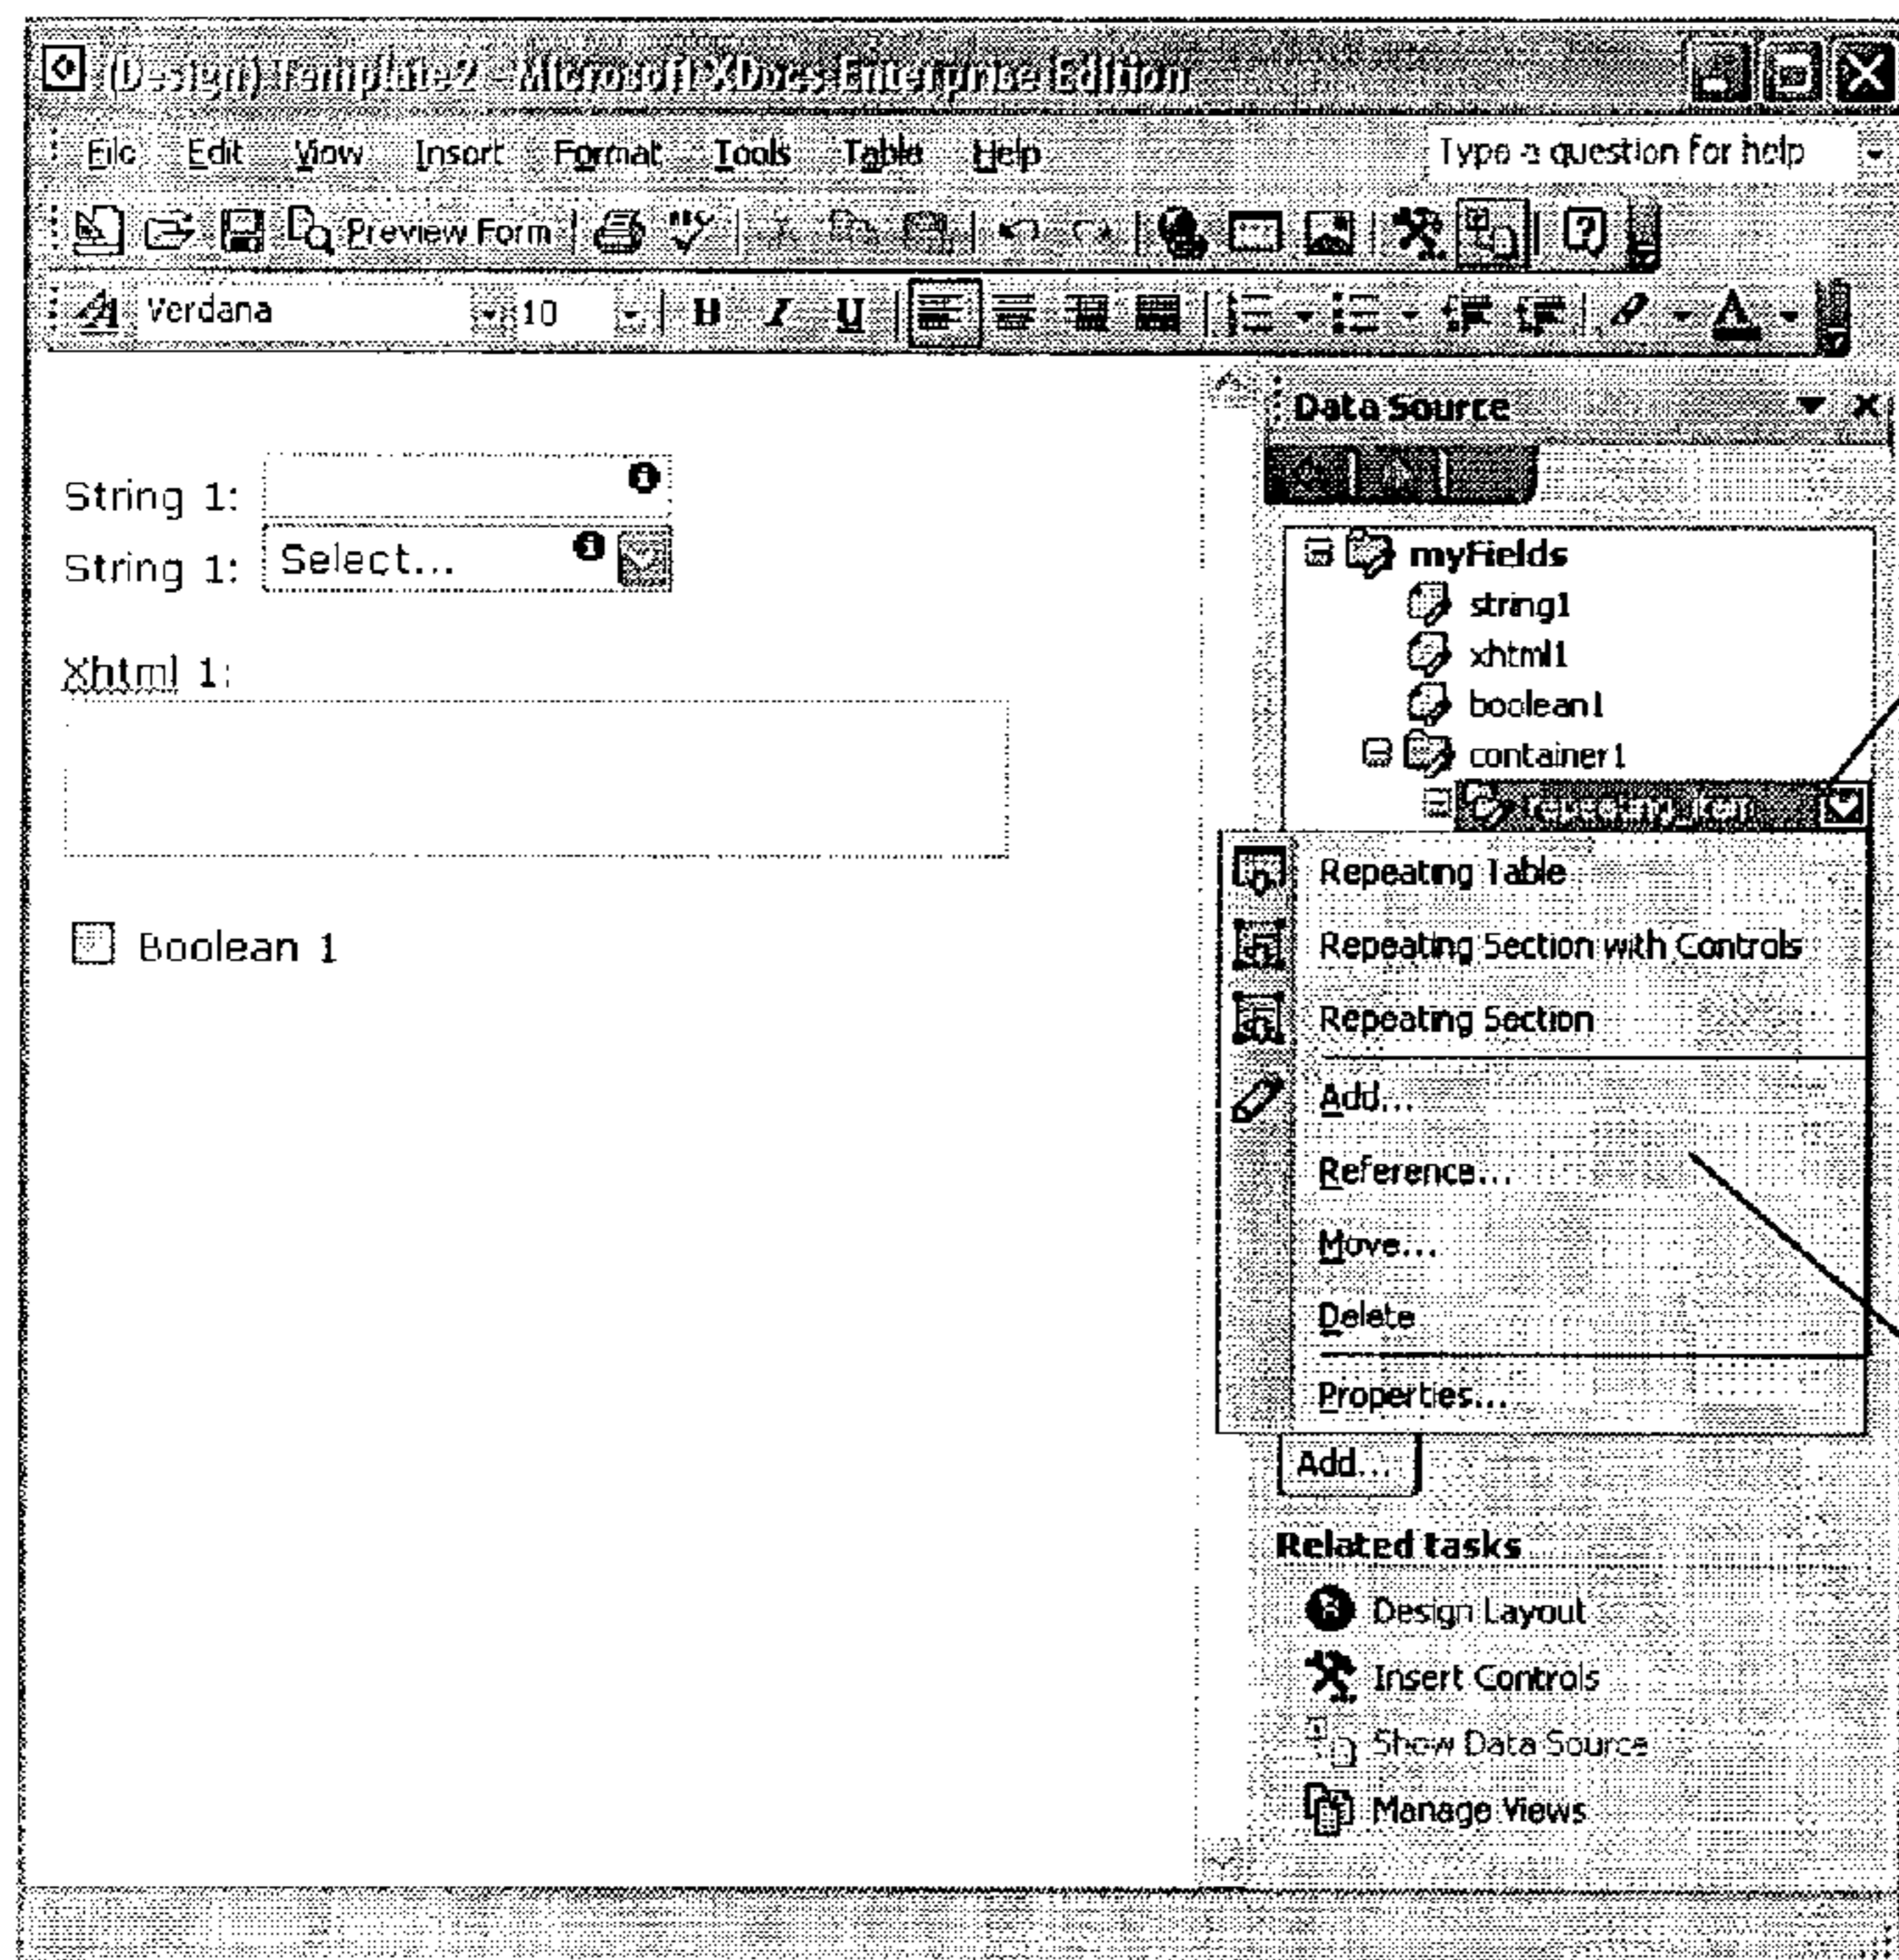 (Design) Template2 - Microsoft XDocs Enterprise Edition
File Edit View Insert Format Tools Table Help Type a question for help
Preview Form
Verdana 10 B I U A
Data Source
String 1:
String 1: Select...
Xhtml 1:
Boolean 1
myFields
string1
xhtml1
boolean1
container1
repeating_item
Repeating Table
Repeating Section with Controls
Repeating Section
Add...
Reference...
Move...
Delete
Properties...
Add...
Related tasks
Design Layout
Insert Controls
Show Data Source
Manage Views